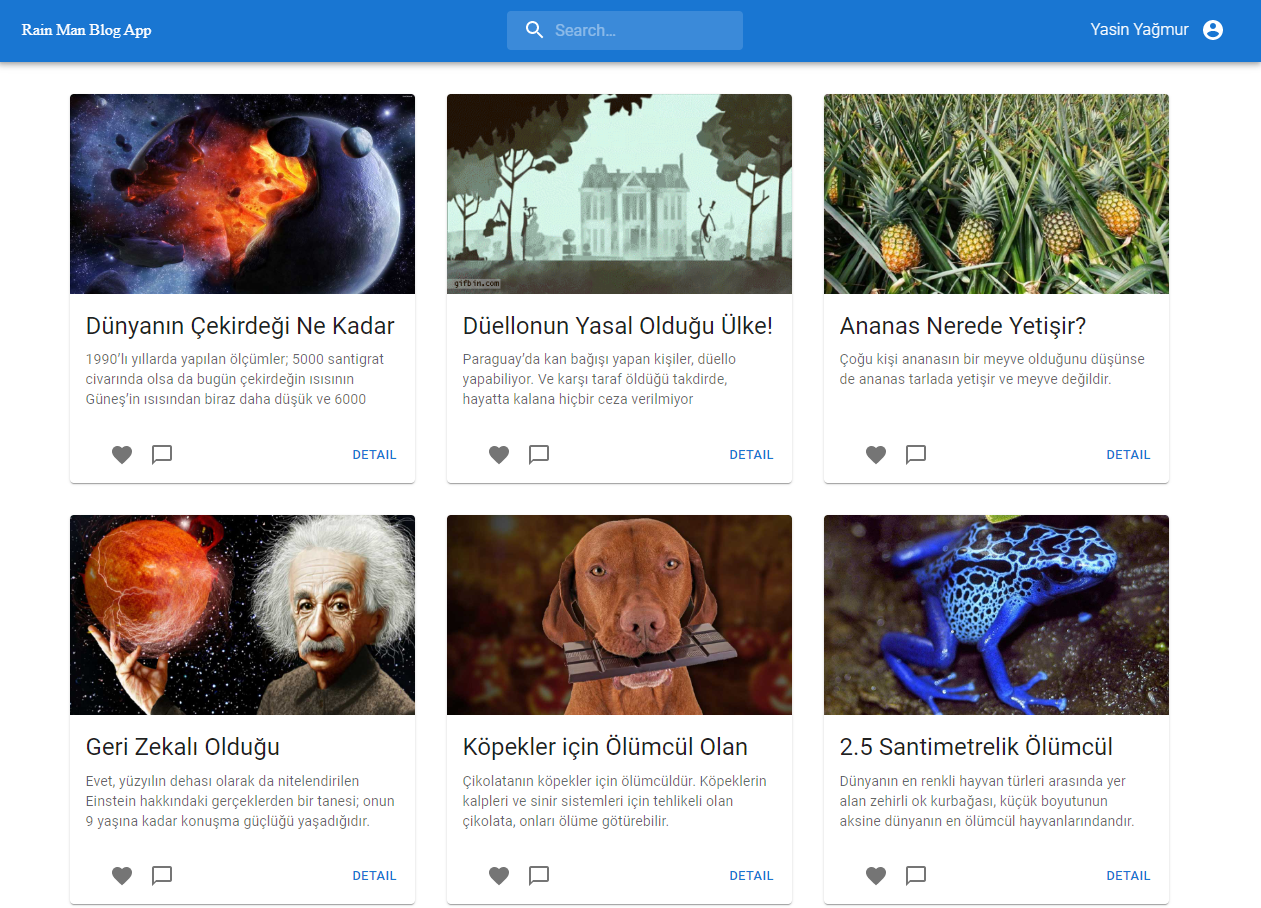 Rain Man Blog App
Search...
Yasin Yağmur
Dünyanın Çekirdeği Ne Kadar
1990’lı yıllarda yapılan ölçümler; 5000 santigrat
civarında olsa da bugün çekirdeğin ısısının
Güneş’in ısısından biraz daha düşük ve 6000
DETAIL
gifbim.com
Düellonun Yasal Olduğu Ülke!
Paraguay’da kan bağışı yapan kişiler, düello
yapabiliyor. Ve karşı taraf öldüğü takdirde,
hayatta kalana hiçbir ceza verilmiyor
DETAIL
Ananas Nerede Yetişir?
Çoğu kişi ananasın bir meyve olduğunu düşünse
de ananas tarlada yetişir ve meyve değildir.
DETAIL
Geri Zekalı Olduğu
Evet, yüzyılın dehası olarak da nitelendirilen
Einstein hakkındaki gerçeklerden bir tanesi; onun
9 yaşına kadar konuşma güçlüğü yaşadığıdır.
DETAIL
Köpekler için Ölümcül Olan
Çikolatanın köpekler için ölümcüldür. Köpeklerin
kalpleri ve sinir sistemleri için tehlikeli olan
çikolata, onları ölüme götürebilir.
DETAIL
2.5 Santimetrelik Ölümcül
Dünyanın en renkli hayvan türleri arasında yer
alan zehirli ok kurbağası, küçük boyutunun
aksine dünyanın en ölümcül hayvanlarındandır.
DETAIL